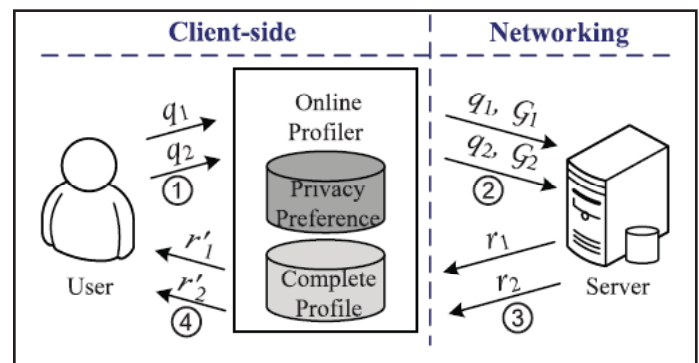 Client-side
Networking
Online
Profiler
q1
q2
①
Privacy
Preference
q1, G1
q2, G2
②
r1
r2
③
Complete
Profile
r′1
r′2
④
User
Server